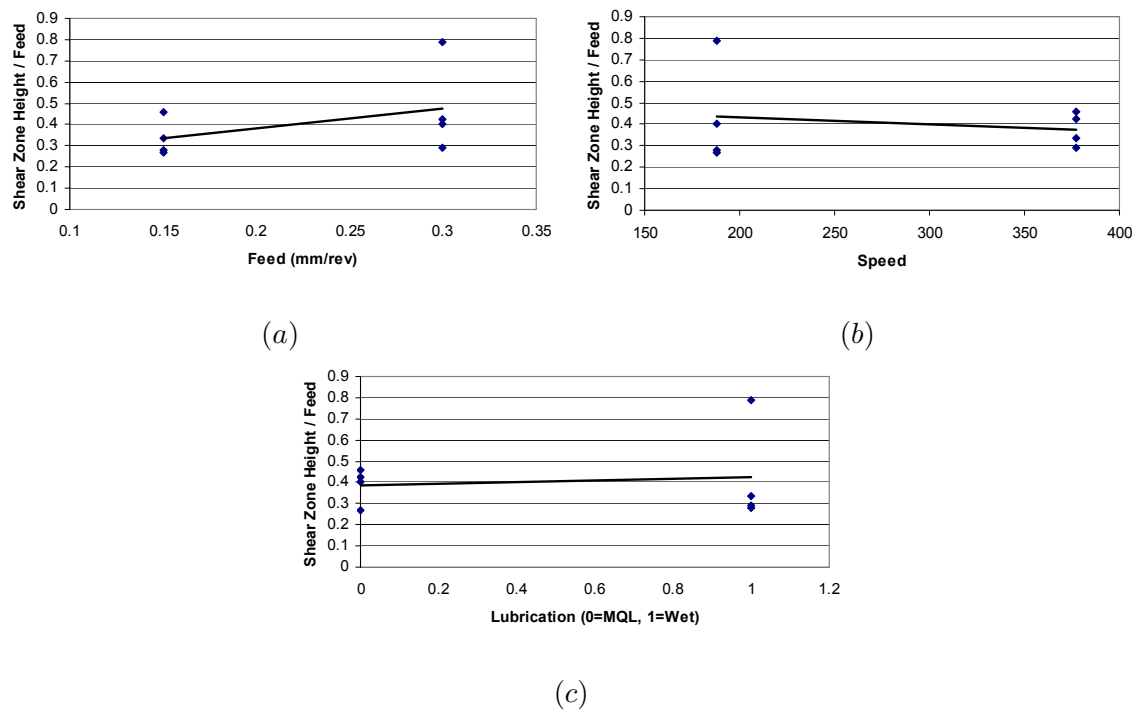 Shear Zone Height / Feed
0.9
0.8
0.7
0.6
0.5
0.4
0.3
0.2
0.1
0
0.1 0.15 0.2 0.25 0.3 0.35
Feed (mm/rev)
(a)
Shear Zone Height / Feed
0.9
0.8
0.7
0.6
0.5
0.4
0.3
0.2
0.1
0
150 200 250 300 350 400
Speed
(b)
Shear Zone Height / Feed
0.9
0.8
0.7
0.6
0.5
0.4
0.3
0.2
0.1
0
0 0.2 0.4 0.6 0.8 1 1.2
Lubrication (0=MQL, 1=Wet)
(c)